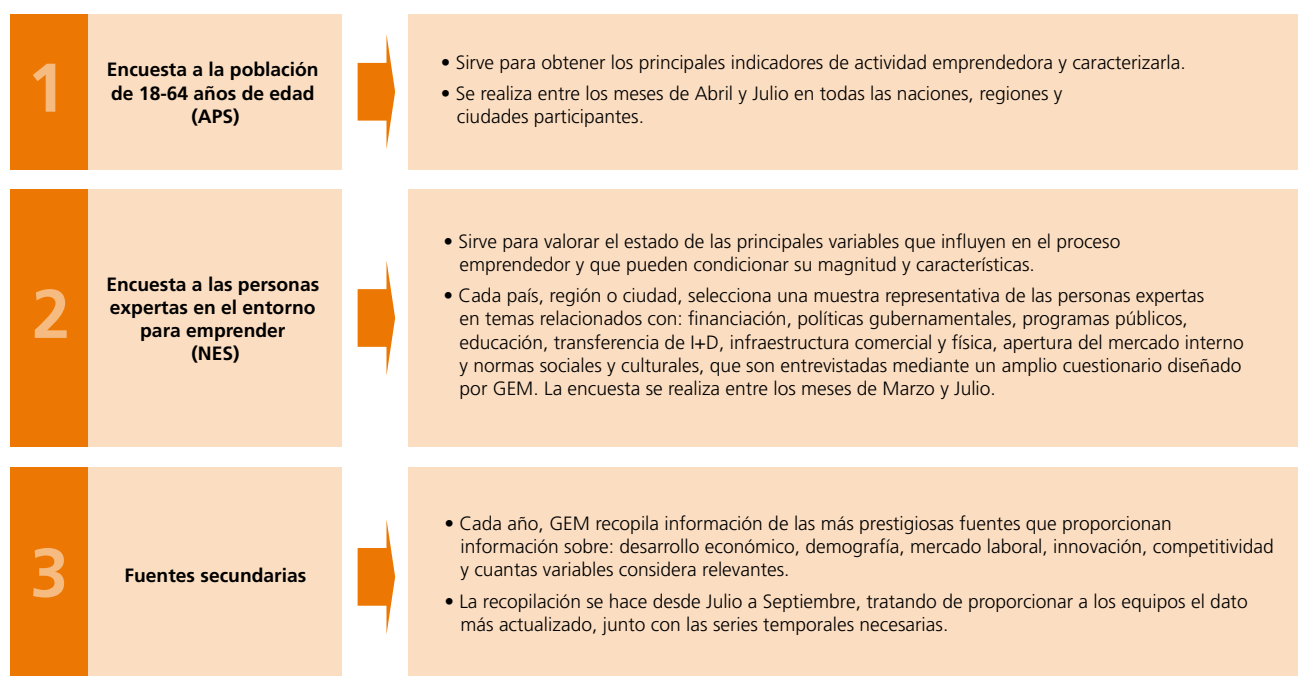 1
Encuesta a la población
de 18-64 años de edad
(APS)
• Sirve para obtener los principales indicadores de actividad emprendedora y caracterizarla.
• Se realiza entre los meses de Abril y Julio en todas las naciones, regiones y
ciudades participantes.
2
Encuesta a las personas
expertas en el entorno
para emprender
(NES)
• Sirve para valorar el estado de las principales variables que influyen en el proceso
emprendedor y que pueden condicionar su magnitud y características.
• Cada país, región o ciudad, selecciona una muestra representativa de las personas expertas
en temas relacionados con: financiación, políticas gubernamentales, programas públicos,
educación, transferencia de I+D, infraestructura comercial y física, apertura del mercado interno
y normas sociales y culturales, que son entrevistadas mediante un amplio cuestionario diseñado
por GEM. La encuesta se realiza entre los meses de Marzo y Julio.
3
Fuentes secundarias
• Cada año, GEM recopila información de las más prestigiosas fuentes que proporcionan
información sobre: desarrollo económico, demografía, mercado laboral, innovación, competitividad
y cuantas variables considera relevantes.
• La recopilación se hace desde Julio a Septiembre, tratando de proporcionar a los equipos el dato
más actualizado, junto con las series temporales necesarias.